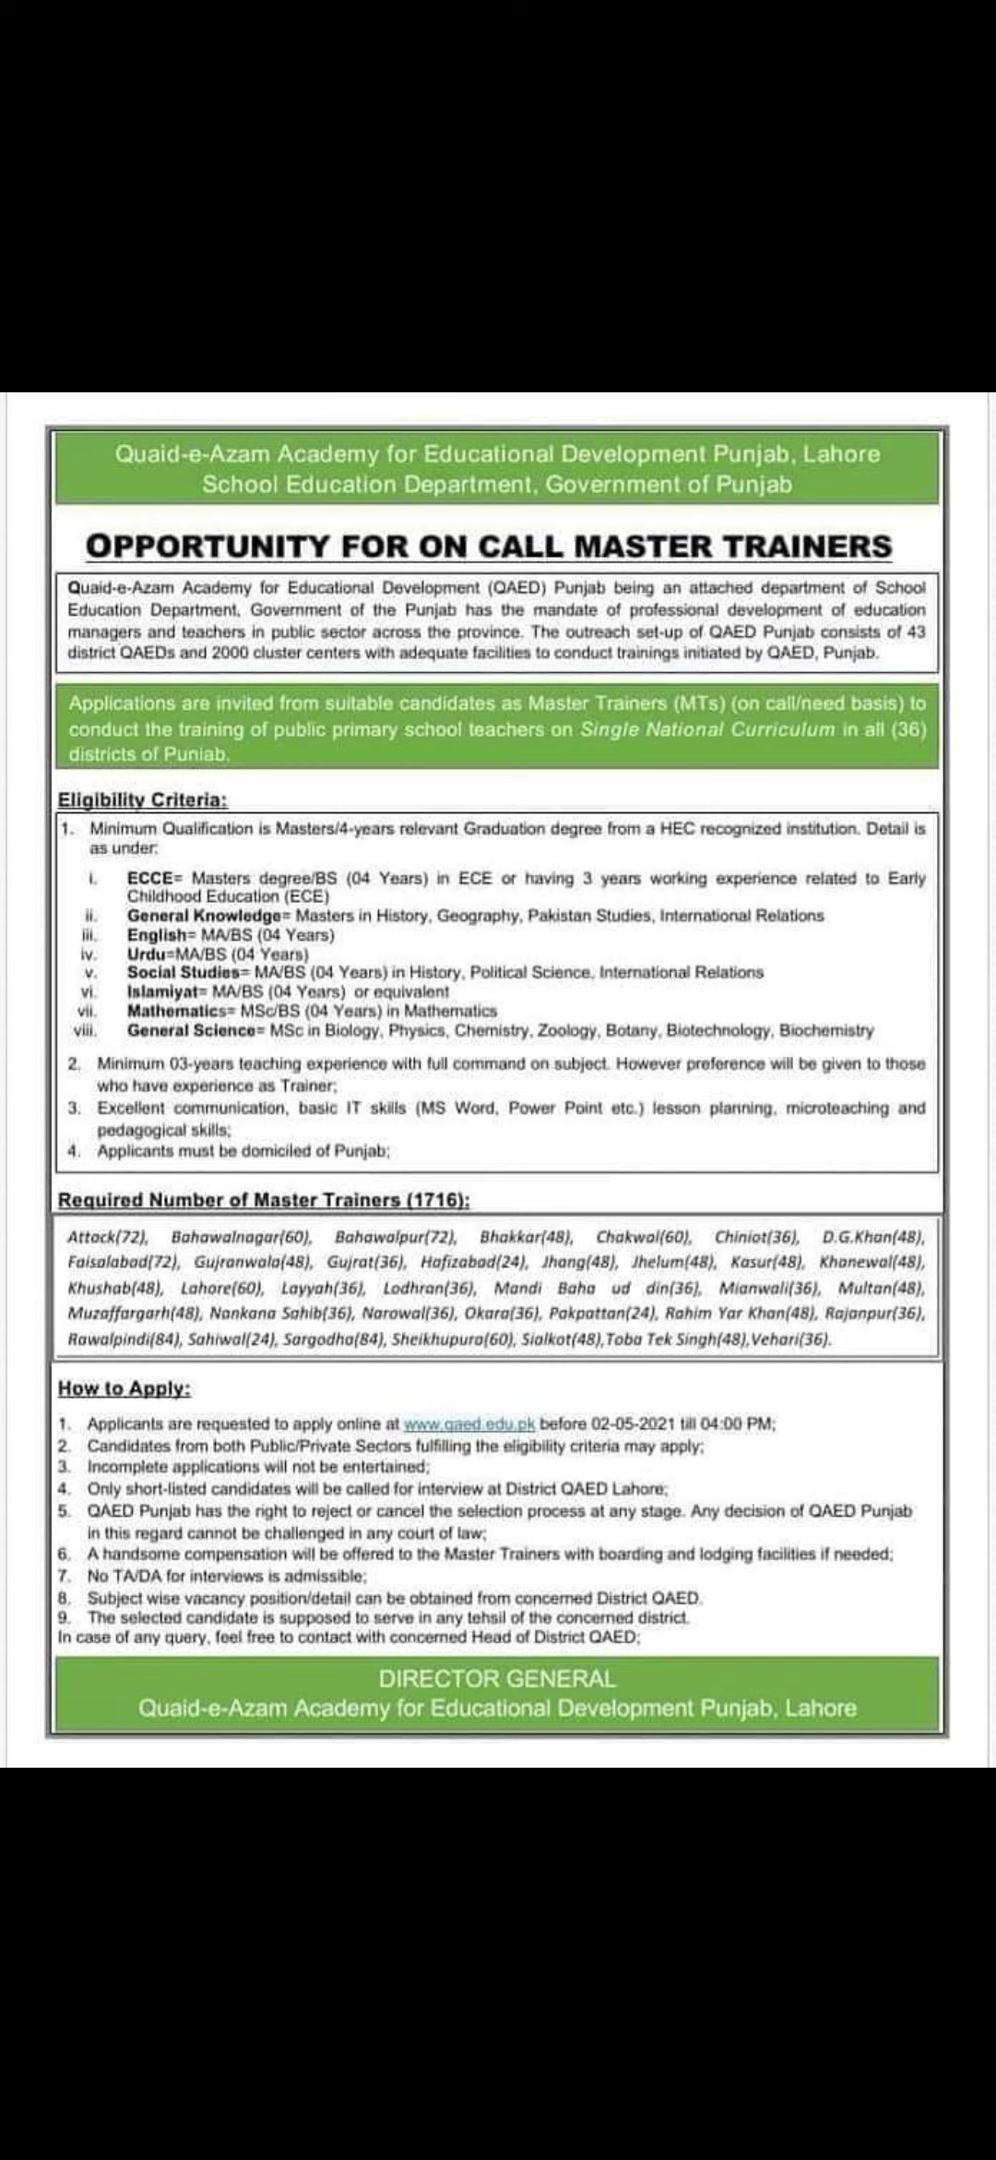 Quaid-e-Azam Academy for Educational Development Punjab, Lahore
School Education Department, Government of Punjab
OPPORTUNITY FOR ON CALL MASTER TRAINERS
Quaid-e-Azam Academy for Educational Development (QAED) Punjab being an attached department of School
Education Department, Government of the Punjab has the mandate of professional development of education
managers and teachers in public sector across the province. The outreach set-up of QAED Punjab consists of 43
district QAEDs and 2000 cluster centers with adequate facilities to conduct trainings initiated by QAED, Punjab.
Applications are invited from suitable candidates as Master Trainers (MTs) (on call/need basis) to
conduct the training of public primary school teachers on Single National Curriculum in all (36)
districts of Punjab.
Eligibility Criteria:
1. Minimum Qualification is Masters/4-years relevant Graduation degree from a HEC recognized institution. Detail is
as under:
i. ECCE= Masters degree/BS (04 Years) in ECE or having 3 years working experience related to Early
Childhood Education (ECE)
ii. General Knowledge= Masters in History, Geography, Pakistan Studies, International Relations
iii. English= MA/BS (04 Years)
iv. Urdu=MA/BS (04 Years)
v. Social Studies= MA/BS (04 Years) in History, Political Science, International Relations
vi. Islamiyat= MA/BS (04 Years) or equivalent
vii. Mathematics= MSc/BS (04 Years) in Mathematics
viii. General Science= MSc in Biology, Physics, Chemistry, Zoology, Botany, Biotechnology, Biochemistry
2. Minimum 03-years teaching experience with full command on subject. However preference will be given to those
who have experience as Trainer;
3. Excellent communication, basic IT skills (MS Word, Power Point etc.) lesson planning, microteaching and
pedagogical skills;
4. Applicants must be domiciled of Punjab;
Required Number of Master Trainers (1716):
Attock(72), Bahawalnagar(60), Bahawalpur(72), Bhakkar(48), Chakwal(60), Chiniot(36), D.G.Khan(48),
Faisalabad(72), Gujranwala(48), Gujrat(36), Hafizabad(24), Jhang(48), Jhelum(48), Kasur(48), Khanewal(48),
Khushab(48), Lahore(60), Layyah(36), Lodhran(36), Mandi Baha ud din(36), Mianwali(36), Multan(48),
Muzaffargarh(48), Nankana Sahib(36), Narowal(36), Okara(36), Pakpattan(24), Rahim Yar Khan(48), Rajanpur(36),
Rawalpindi(84), Sahiwal(24), Sargodha(84), Sheikhupura(60), Sialkot(48),Toba Tek Singh(48),Vehari(36).
How to Apply:
1. Applicants are requested to apply online at www.qaed.edu.pk before 02-05-2021 till 04:00 PM;
2. Candidates from both Public/Private Sectors fulfilling the eligibility criteria may apply;
3. Incomplete applications will not be entertained;
4. Only short-listed candidates will be called for interview at District QAED Lahore;
5. QAED Punjab has the right to reject or cancel the selection process at any stage. Any decision of QAED Punjab
in this regard cannot be challenged in any court of law;
6. A handsome compensation will be offered to the Master Trainers with boarding and lodging facilities if needed;
7. No TA/DA for interviews is admissible;
8. Subject wise vacancy position/detail can be obtained from concerned District QAED.
9. The selected candidate is supposed to serve in any tehsil of the concerned district.
In case of any query, feel free to contact with concerned Head of District QAED;
DIRECTOR GENERAL
Quaid-e-Azam Academy for Educational Development Punjab, Lahore